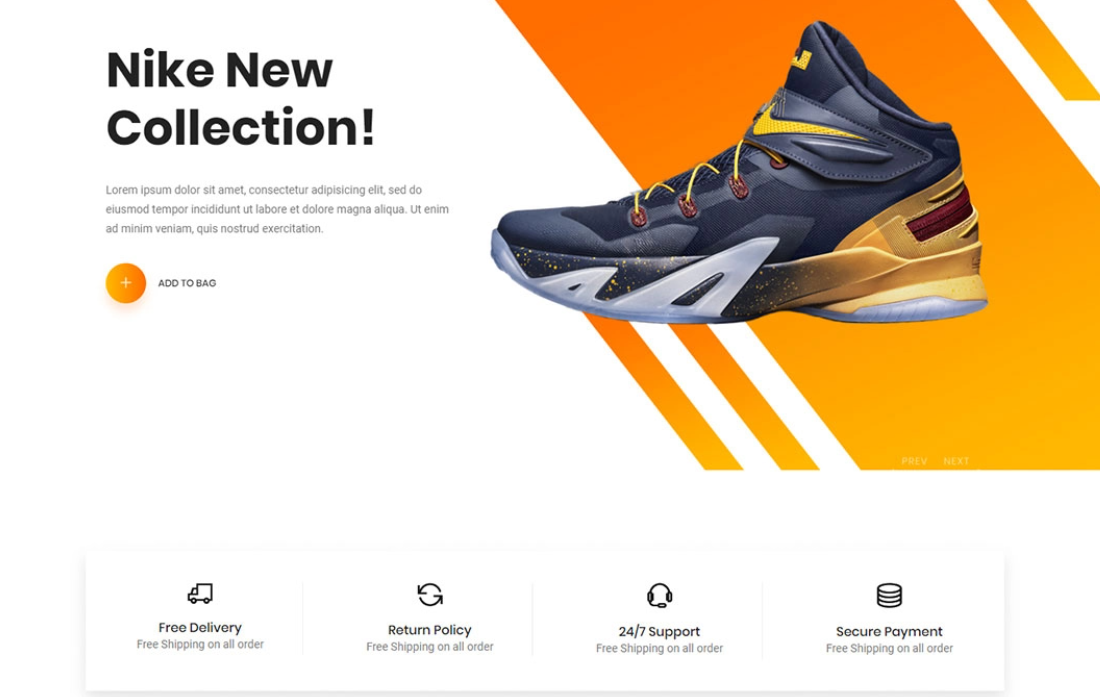 Nike New
Collection!
Lorem ipsum dolor sit amet, consectetur adipisicing elit, sed do
eiusmod tempor incididunt ut labore et dolore magna aliqua. Ut enim
ad minim veniam, quis nostrud exercitation.
ADD TO BAG
PREV NEXT
Free Delivery
Free Shipping on all order
Return Policy
Free Shipping on all order
24/7 Support
Free Shipping on all order
Secure Payment
Free Shipping on all order